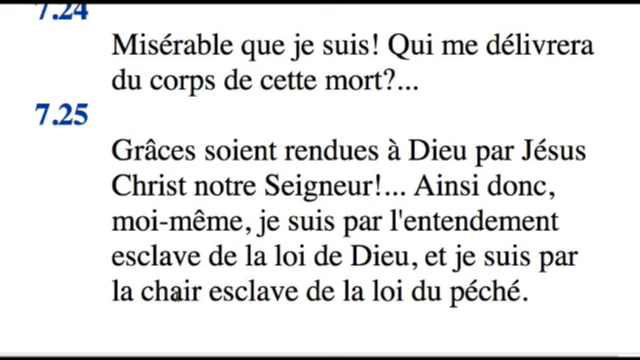 7.24
Misérable que je suis! Qui me délivrera
du corps de cette mort?...
7.25
Grâces soient rendues à Dieu par Jésus
Christ notre Seigneur!... Ainsi donc,
moi-même, je suis par l'entendement
esclave de la loi de Dieu, et je suis par
la chair esclave de la loi du péché.